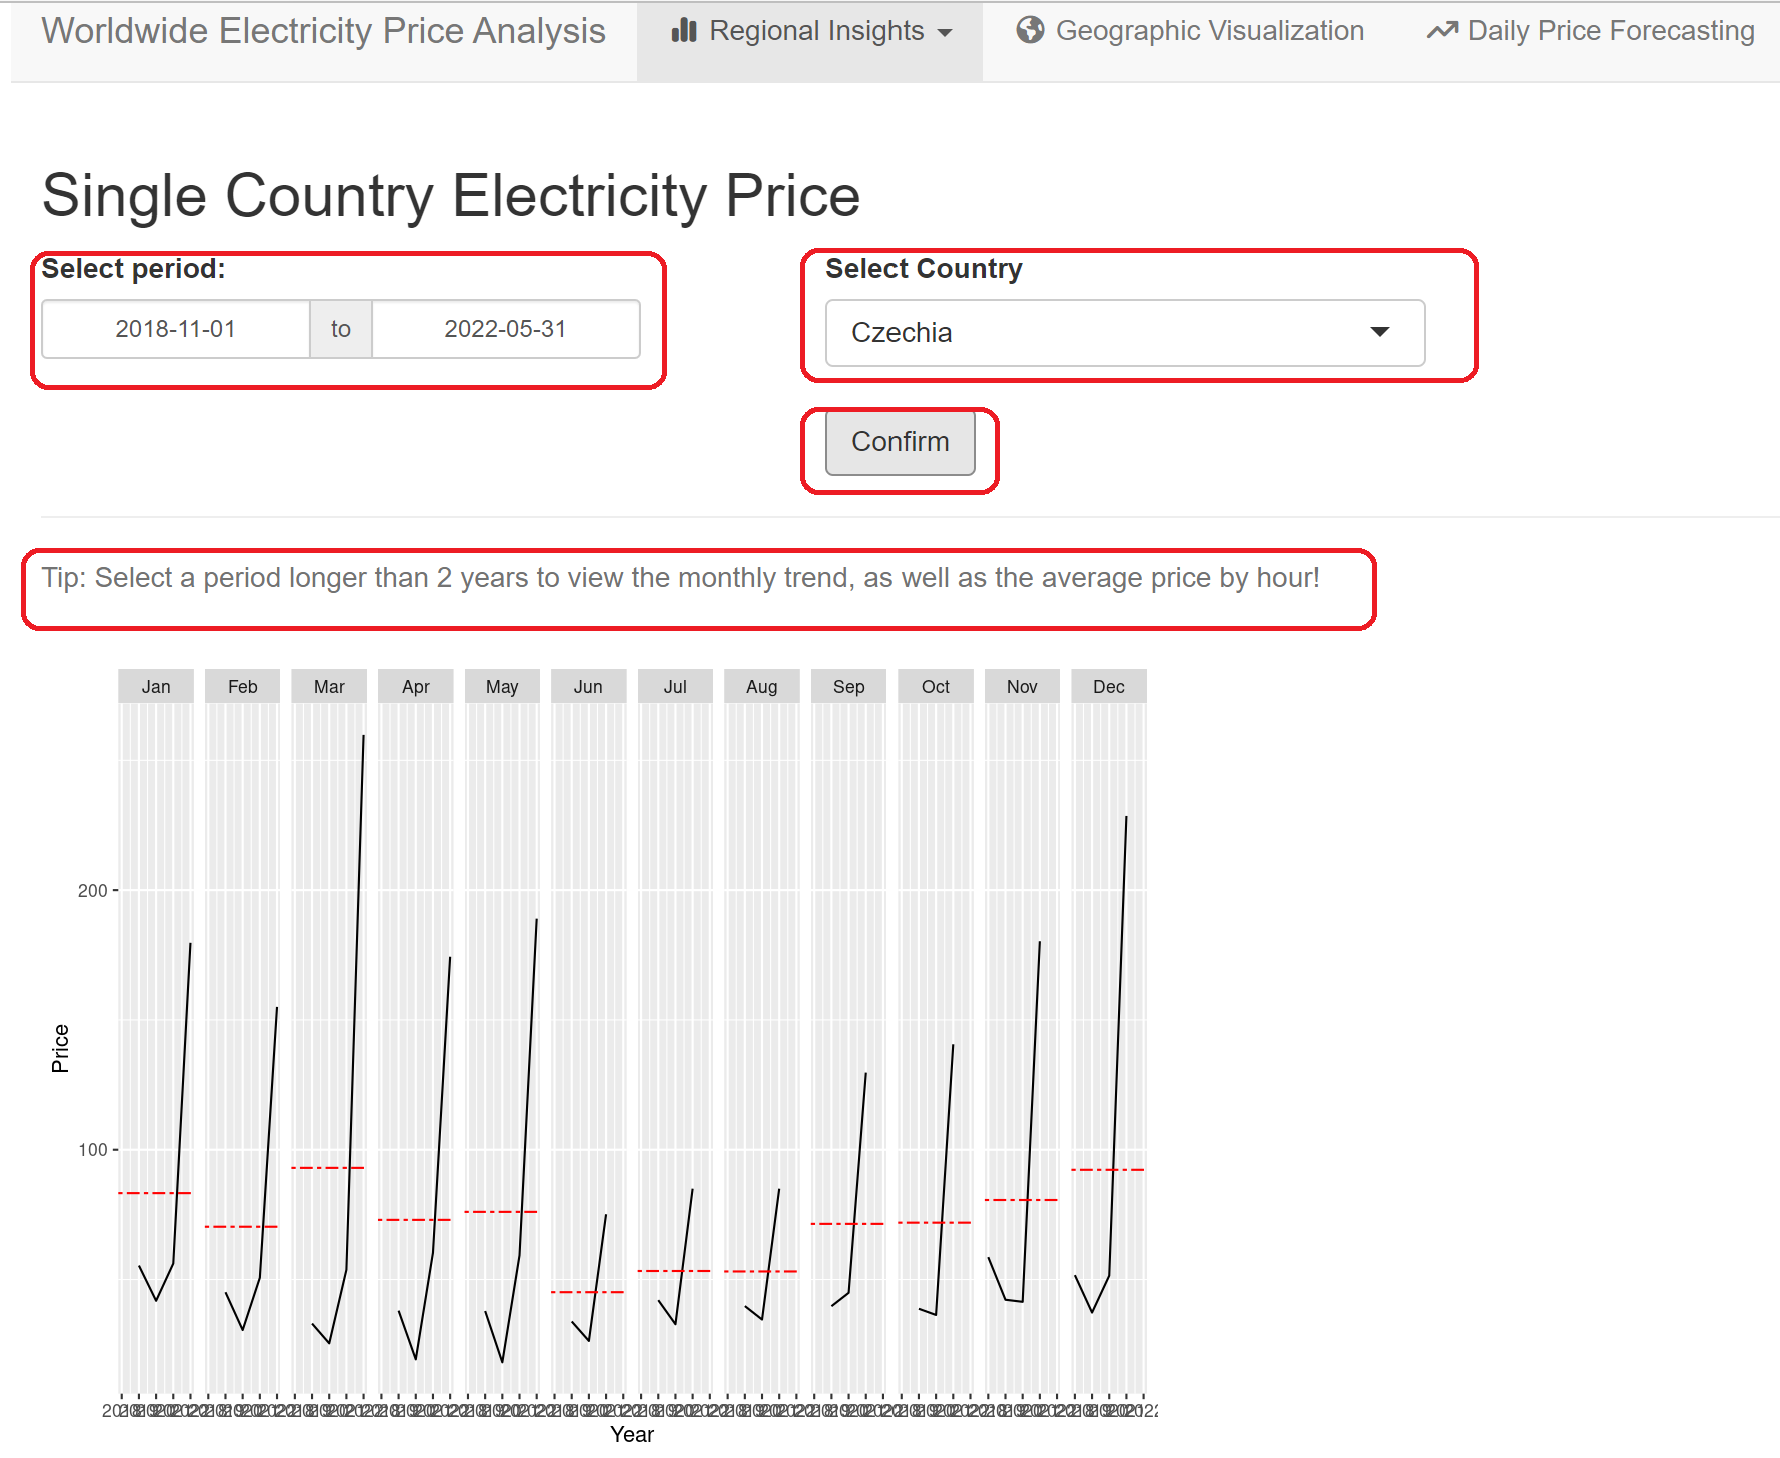 Worldwide Electricity Price Analysis Regional Insights Geographic Visualization Daily Price Forecasting
Single Country Electricity Price
Select period: Select Country
2018-11-01 to 2022-05-31 Czechia
Confirm
Tip: Select a period longer than 2 years to view the monthly trend, as well as the average price by hour!
Jan Feb Mar Apr May Jun Jul Aug Sep Oct Nov Dec
200
Price
100
Year